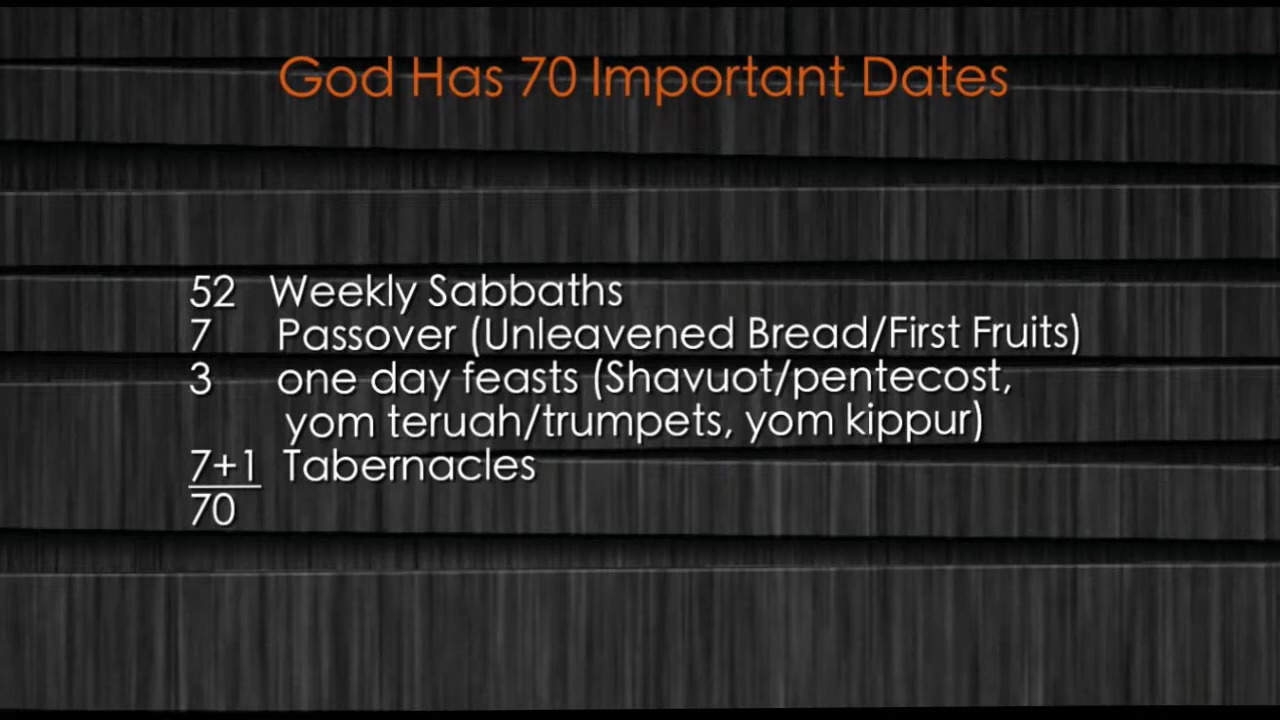 God Has 70 Important Dates
52 Weekly Sabbaths
7 Passover (Unleavened Bread/First Fruits)
3 one day feasts (Shavuot/pentecost,
yom teruah/trumpets, yom kippur)
7+1 Tabernacles
70